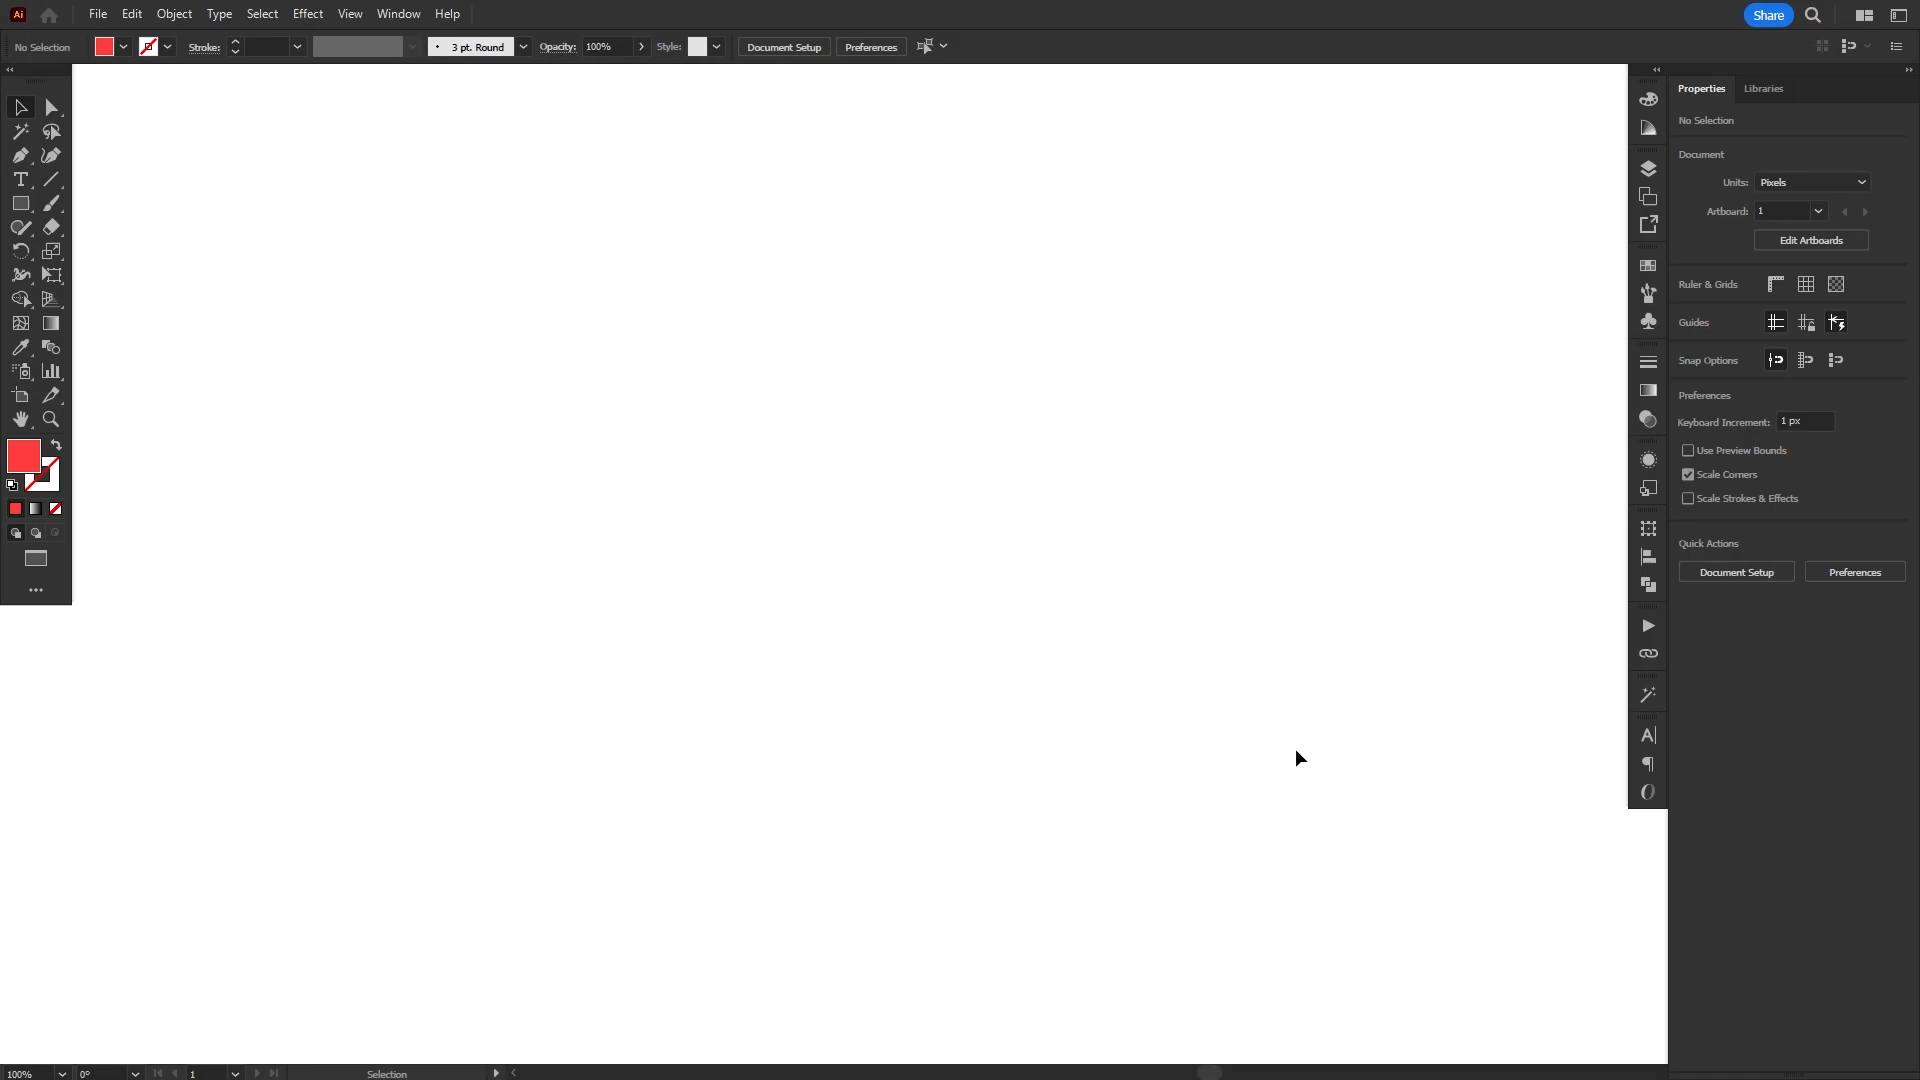 Ai File Edit Object Type Select Effect View Window Help Share
No Selection Stroke: 3 pt. Round Opacity: 100% Style: Document Setup Preferences
Properties Libraries
No Selection
Document
Units: Pixels
Artboard: 1
Edit Artboards
Ruler & Grids
Guides
Snap Options
Preferences
Keyboard Increment: 1 px
Use Preview Bounds
Scale Corners
Scale Strokes & Effects
Quick Actions
Document Setup Preferences
100% 0° 1 Selection